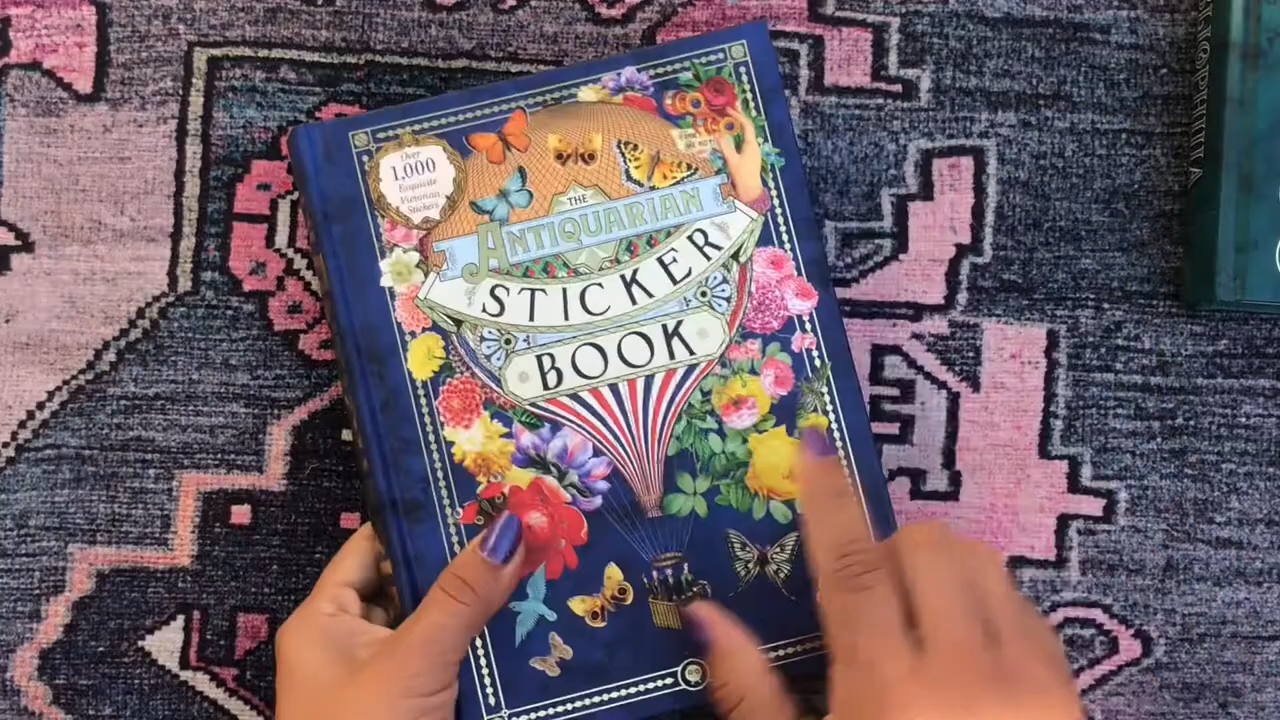 Over
1,000
Exquisite
Victorian
Stickers
THE
ANTIQUARIAN
STICKER
BOOK